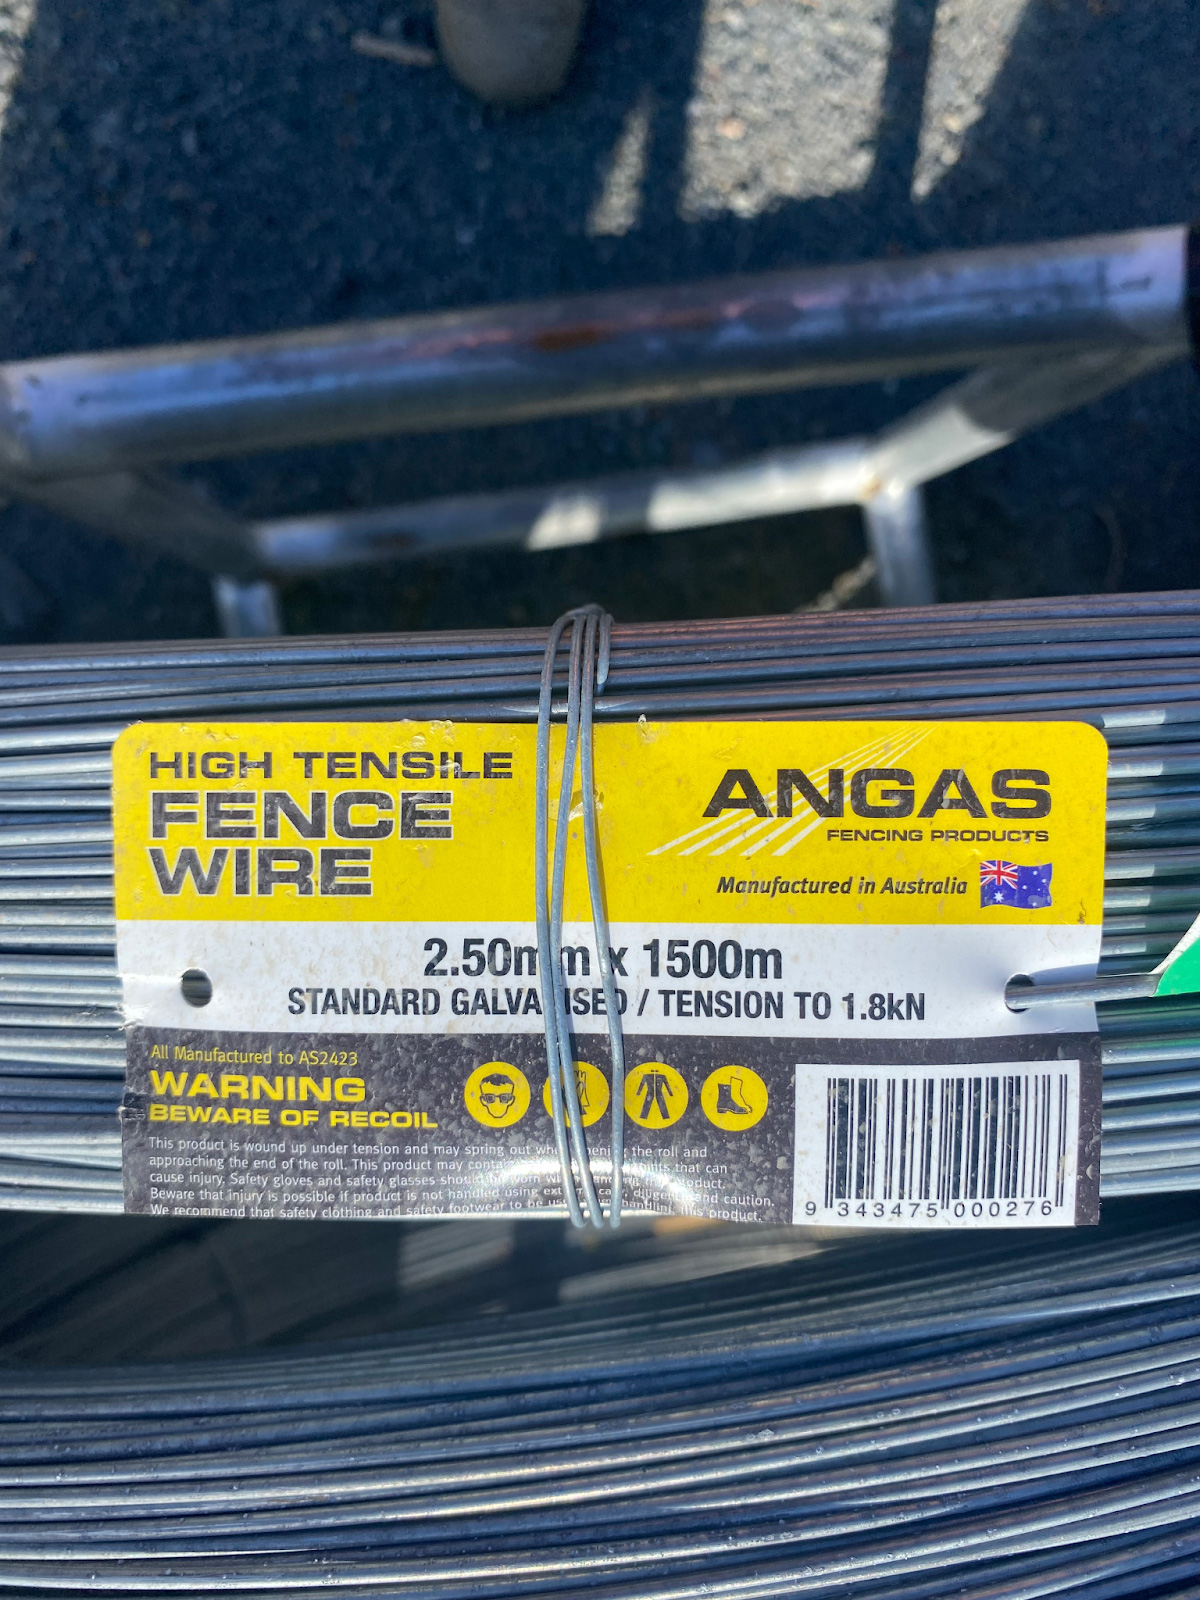 HIGH TENSILE
FENCE
WIRE
ANGAS
FENCING PRODUCTS
Manufactured in Australia
2.50mm x 1500m
STANDARD GALVANISED / TENSION TO 1.8kN
All Manufactured to AS2423
WARNING
BEWARE OF RECOIL
This product is wound up under tension and may spring out when opening the roll and
approaching the end of the roll. This product may contain points that can
cause injury. Safety gloves and safety glasses should be worn when handling this product.
Beware that injury is possible if product is not handled using extreme care, diligence and caution.
We recommend that safety clothing and safety footwear to be used when handling this product.
9 343475 000276